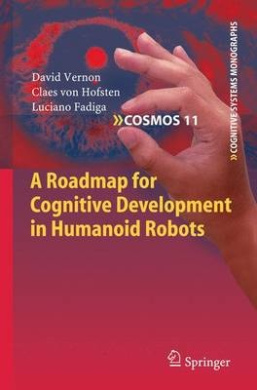 David Vernon
Claes von Hofsten
Luciano Fadiga
»COSMOS 11
»COGNITIVE SYSTEMS MONOGRAPHS
A Roadmap for
Cognitive Development
in Humanoid Robots
Springer